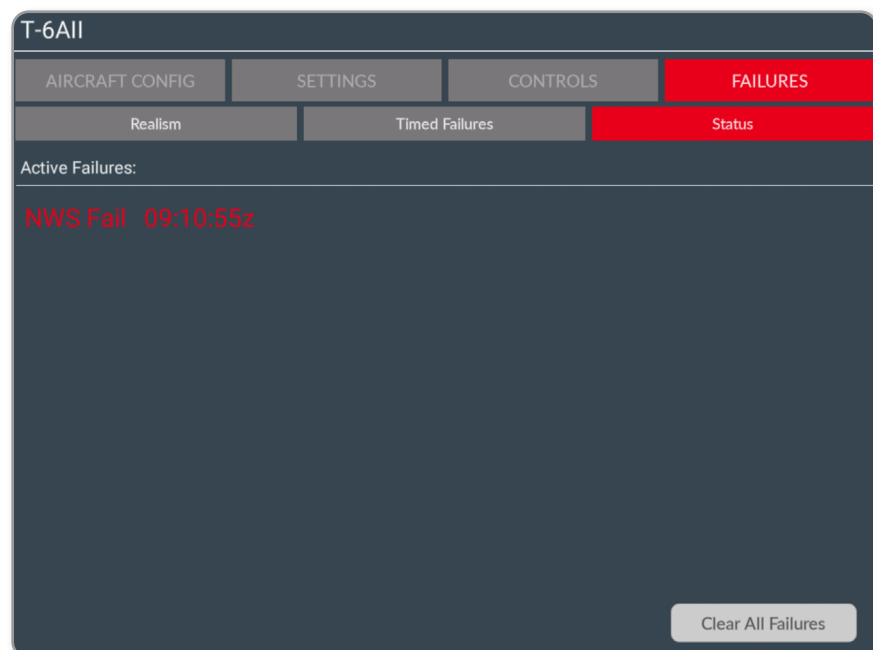 T-6AII
AIRCRAFT CONFIG SETTINGS CONTROLS FAILURES
Realism Timed Failures Status
Active Failures:
NWS Fail 09:10:55z
Clear All Failures